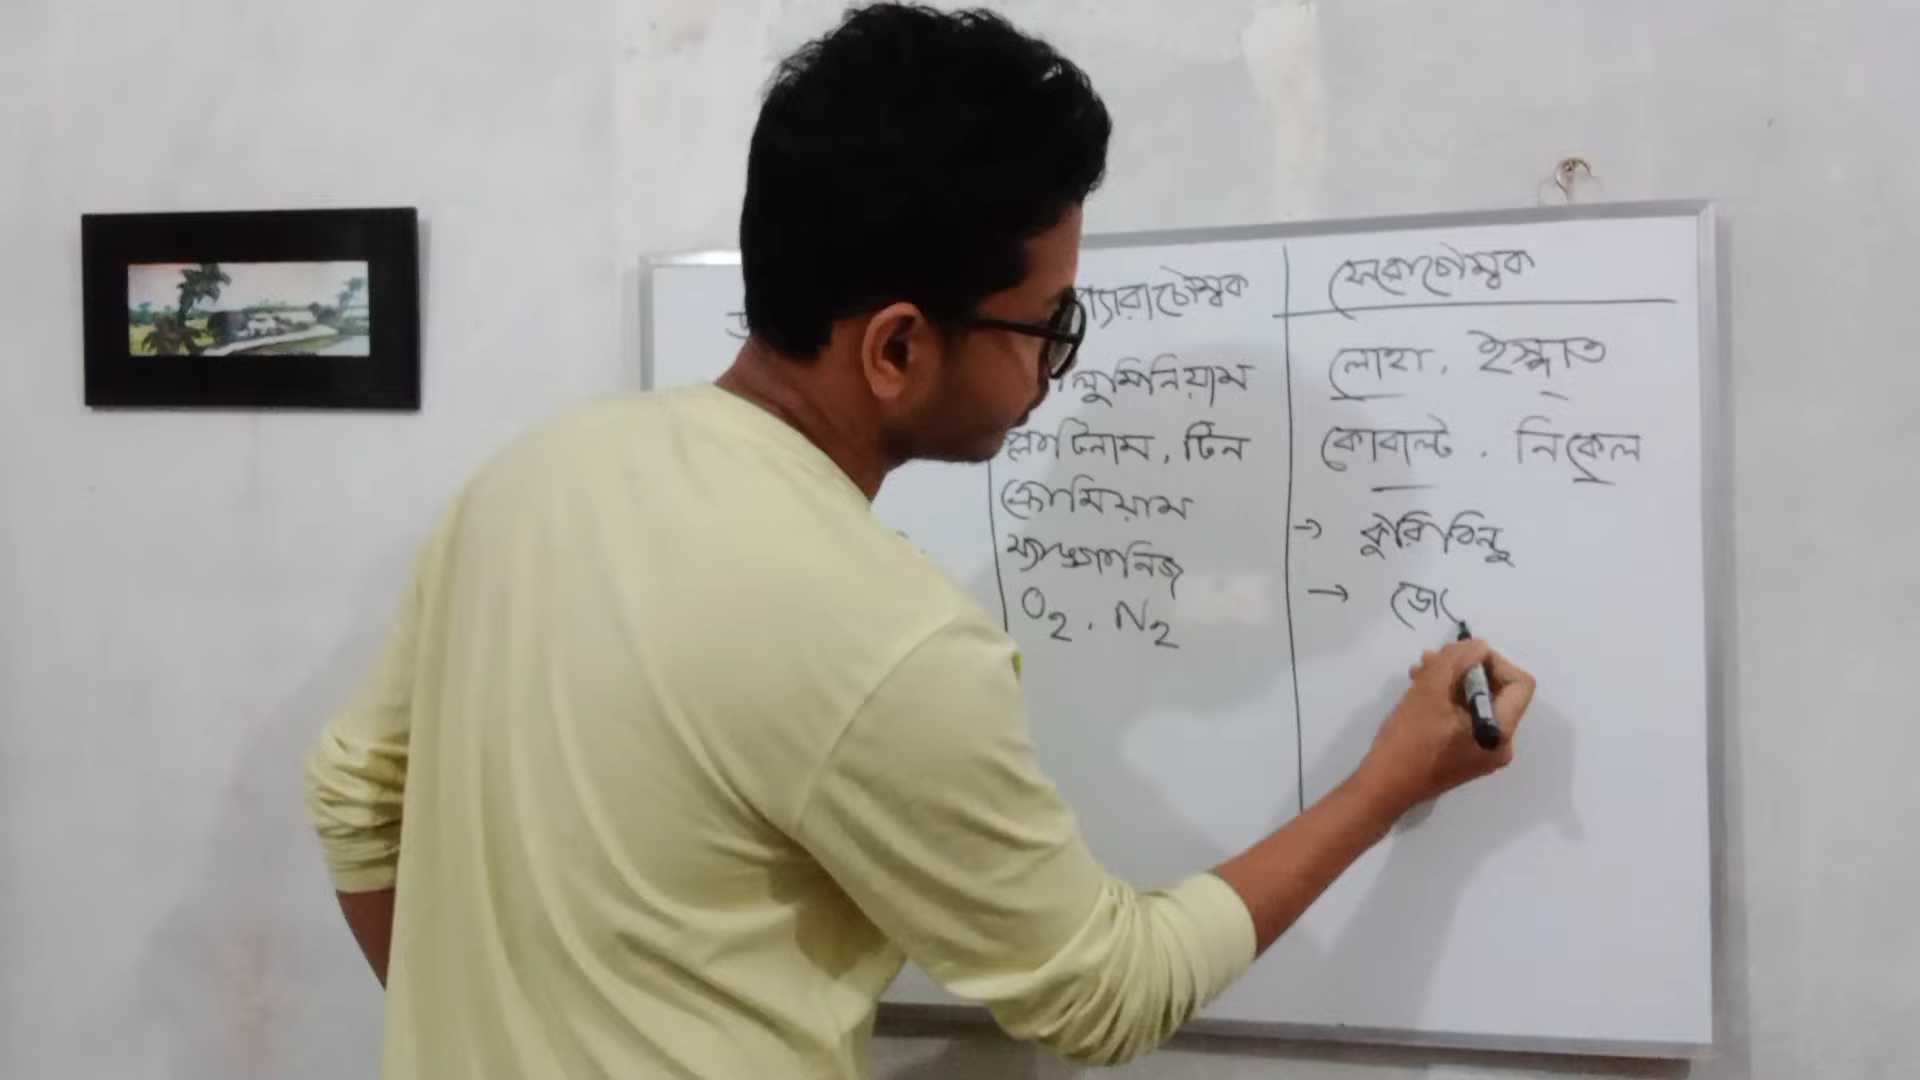 ্যারাচৌম্বক
লুমিনিয়াম
প্লাটিনাম, টিন
ক্রোমিয়াম
ম্যাঙ্গানিজ
O₂, N₂
ফেরোচৌম্বক
লোহা, ইস্পাত
কোবাল্ট, নিকেল
→ কুরিবিন্দু
→ ডো